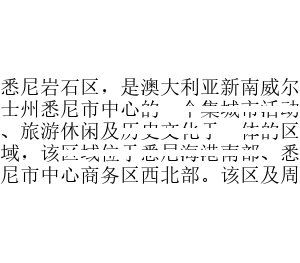 悉尼岩石区，是澳大利亚新南威尔
士州悉尼市中心的 个集城市活动
、旅游休闲及历史文化于 体的区
域，该区域位于悉尼海港南部、悉
尼市中心商务区西北部。该区及周